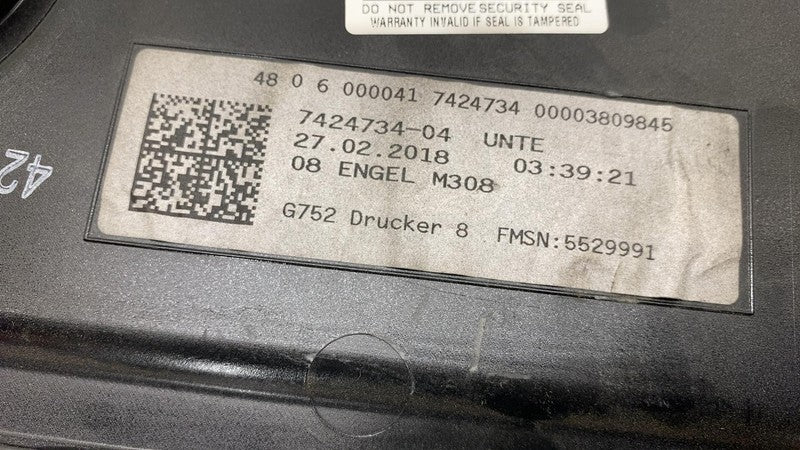 DO NOT REMOVE SECURITY SEAL
WARRANTY INVALID IF SEAL IS TAMPERED
48 0 6 000041 7424734 00003809845
7424734-04 UNTE
27.02.2018 03:39:21
08 ENGEL M308
G752 Drucker 8 FMSN:5529991
42